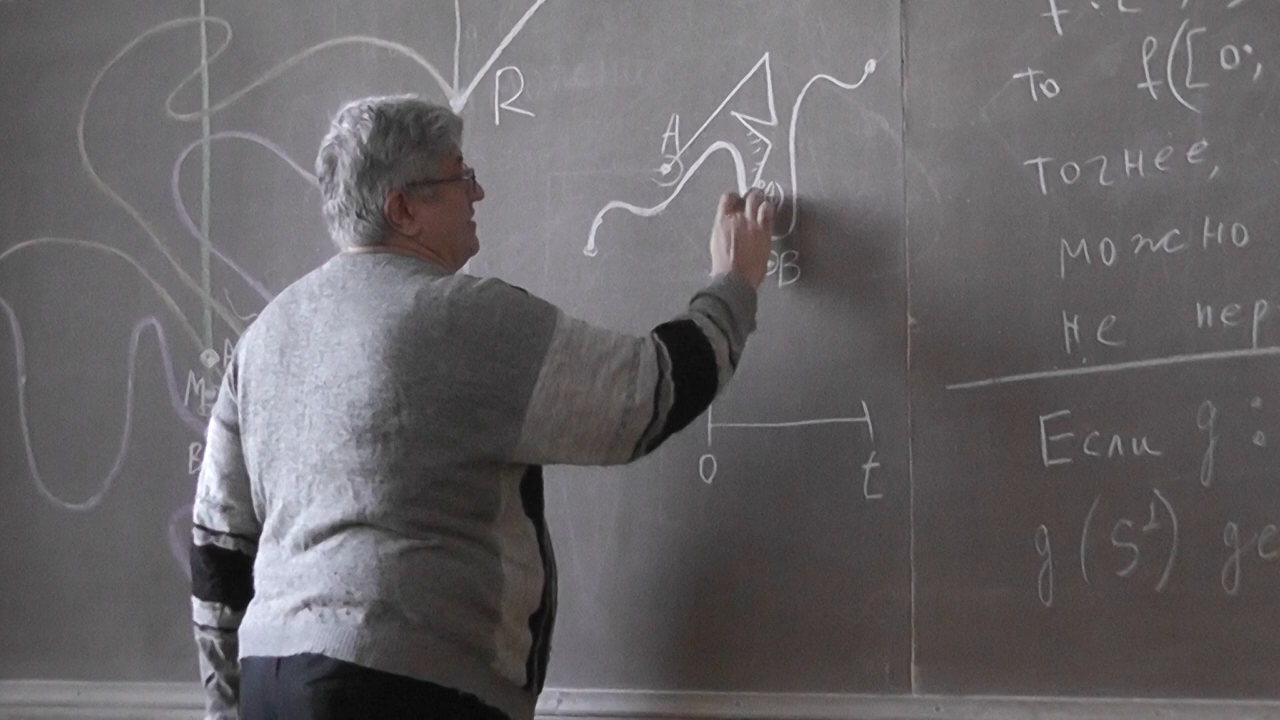 R
A
B
A
M
B
0 t
то f([0;
точнее,
можно
не пер
Если g :
g(S¹) де